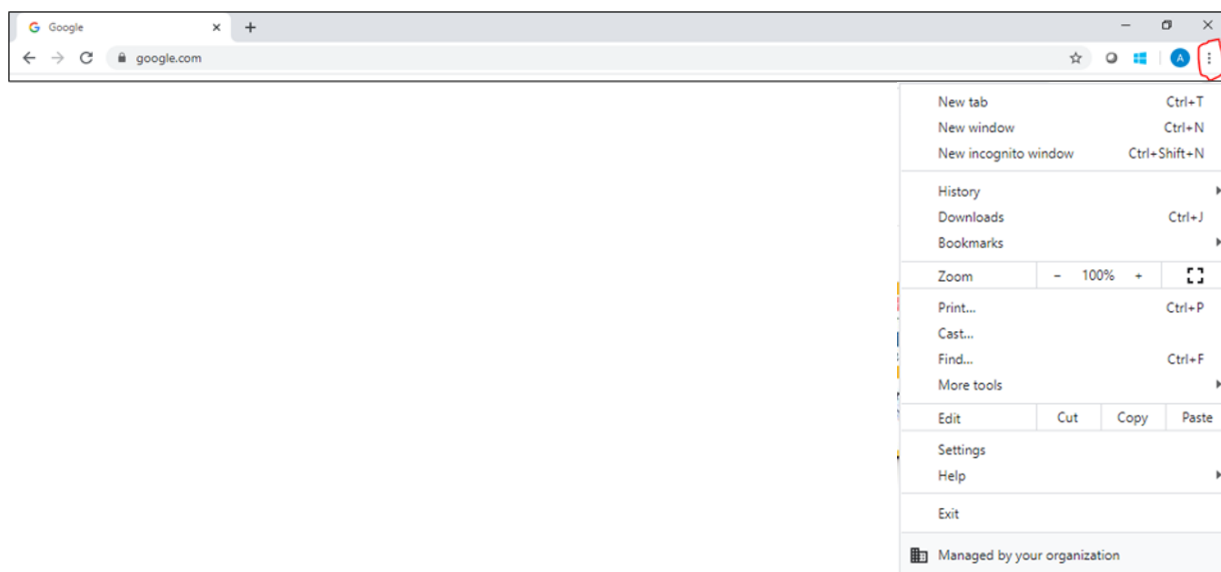 Google
google.com
A
New tab Ctrl+T
New window Ctrl+N
New incognito window Ctrl+Shift+N
History
Downloads Ctrl+J
Bookmarks
Zoom - 100% +
Print... Ctrl+P
Cast...
Find... Ctrl+F
More tools
Edit Cut Copy Paste
Settings
Help
Exit
Managed by your organization